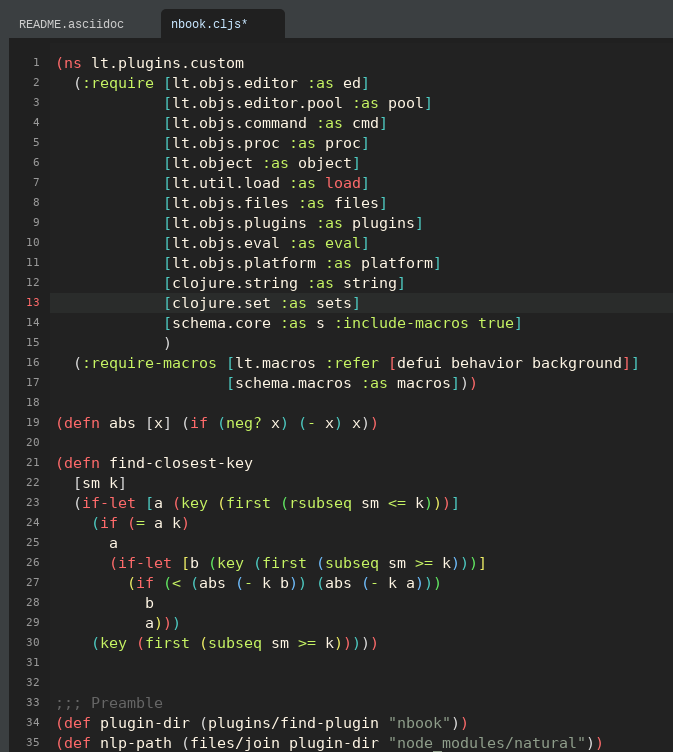 README.asciidoc nbook.cljs*
1 (ns lt.plugins.custom
2   (:require [lt.objs.editor :as ed]
3             [lt.objs.editor.pool :as pool]
4             [lt.objs.command :as cmd]
5             [lt.objs.proc :as proc]
6             [lt.object :as object]
7             [lt.util.load :as load]
8             [lt.objs.files :as files]
9             [lt.objs.plugins :as plugins]
10             [lt.objs.eval :as eval]
11             [lt.objs.platform :as platform]
12             [clojure.string :as string]
13             [clojure.set :as sets]
14             [schema.core :as s :include-macros true]
15             )
16   (:require-macros [lt.macros :refer [defui behavior background]]
17                    [schema.macros :as macros]))
18
19 (defn abs [x] (if (neg? x) (- x) x))
20
21 (defn find-closest-key
22   [sm k]
23   (if-let [a (key (first (rsubseq sm <= k)))]
24     (if (= a k)
25       a
26       (if-let [b (key (first (subseq sm >= k)))]
27         (if (< (abs (- k b)) (abs (- k a)))
28           b
29           a)))
30     (key (first (subseq sm >= k)))))
31
32
33 ;;; Preamble
34 (def plugin-dir (plugins/find-plugin "nbook"))
35 (def nlp-path (files/join plugin-dir "node_modules/natural"))